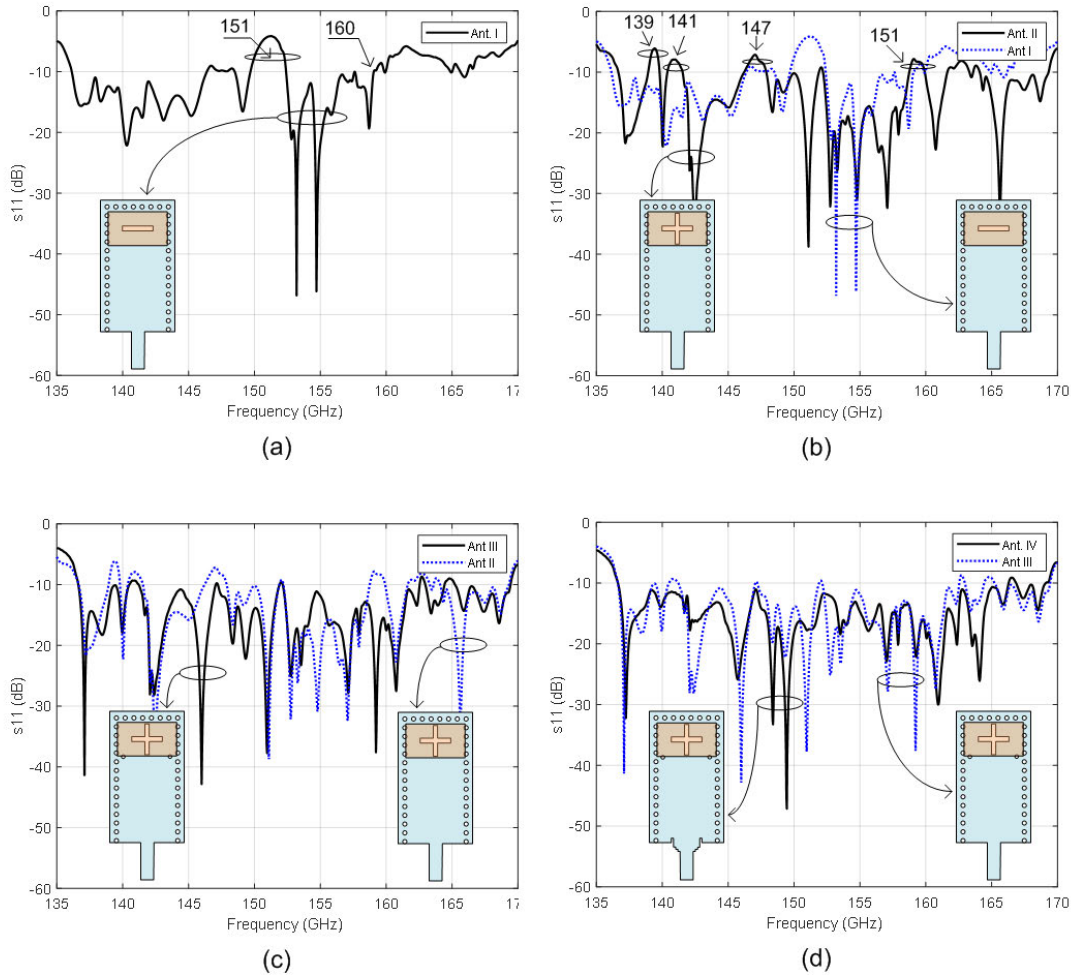 0
-10
-20
-30
-40
-50
-60
s11 (dB)
151
160
Ant. I
135 140 145 150 155 160 165 17
Frequency (GHz)
(a)
0
-10
-20
-30
-40
-50
-60
s11 (dB)
139
141
147
151
Ant. II
Ant I
135 140 145 150 155 160 165 170
Frequency (GHz)
(b)
0
-10
-20
-30
-40
-50
-60
s11 (dB)
Ant III
Ant II
135 140 145 150 155 160 165 17
Frequency (GHz)
(c)
0
-10
-20
-30
-40
-50
-60
s11 (dB)
Ant. IV
Ant III
135 140 145 150 155 160 165 170
Frequency (GHz)
(d)